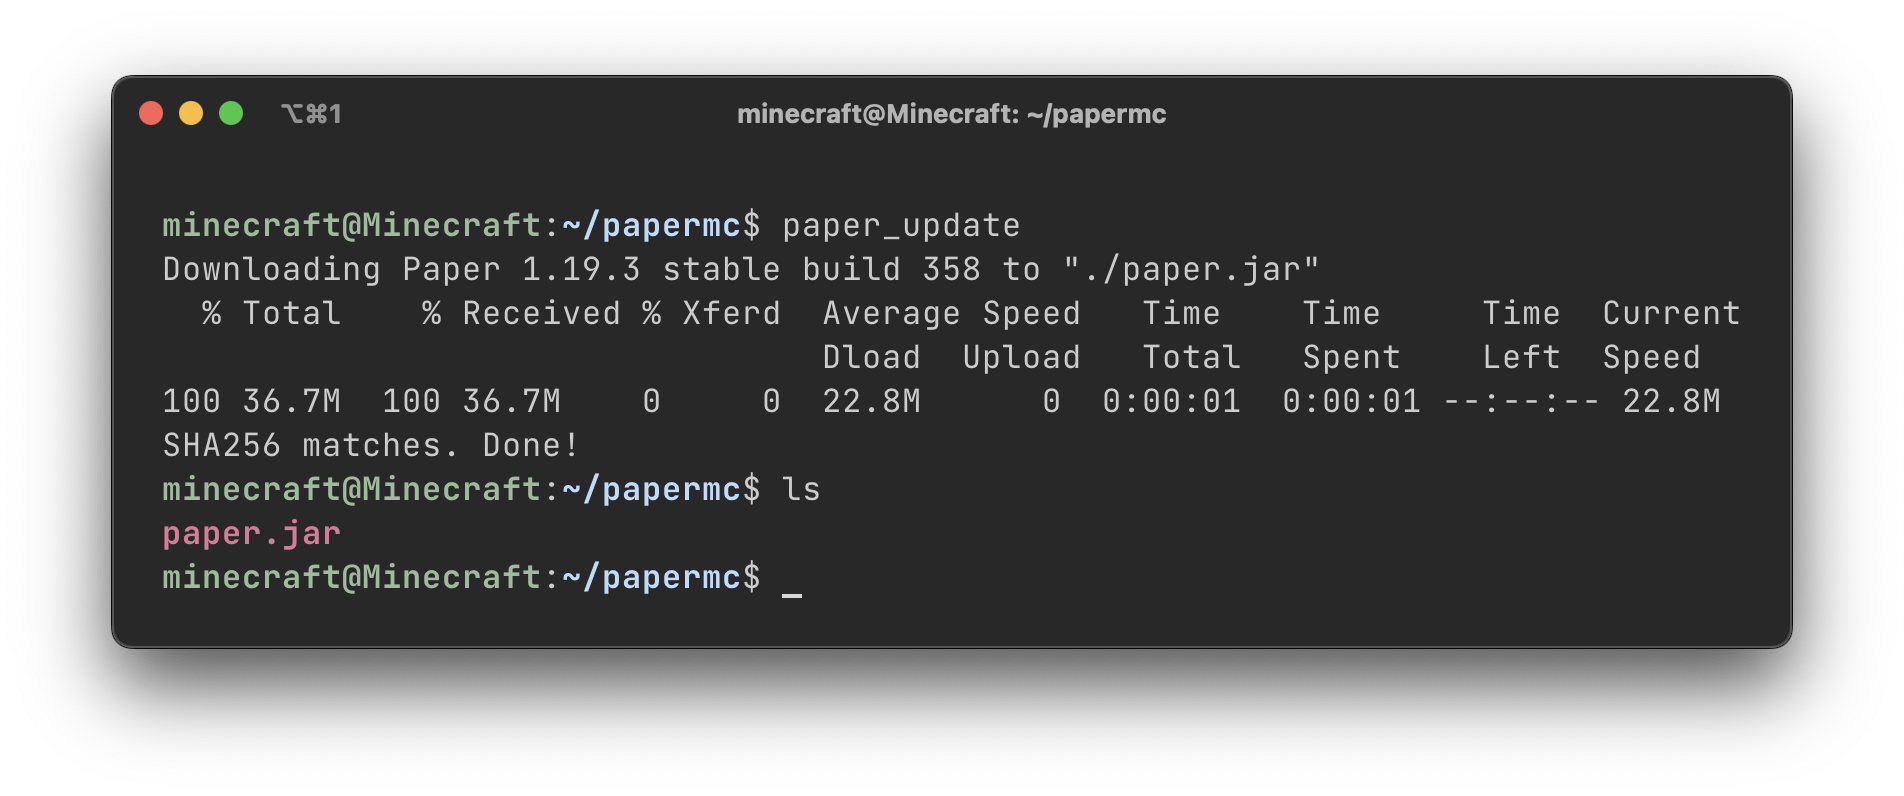 ⌥⌘1 minecraft@Minecraft: ~/papermc
minecraft@Minecraft:~/papermc$ paper_update
Downloading Paper 1.19.3 stable build 358 to "./paper.jar"
  % Total    % Received % Xferd  Average Speed   Time    Time     Time  Current
                                 Dload  Upload   Total   Spent    Left  Speed
100 36.7M  100 36.7M    0     0  22.8M      0  0:00:01  0:00:01 --:--:-- 22.8M
SHA256 matches. Done!
minecraft@Minecraft:~/papermc$ ls
paper.jar
minecraft@Minecraft:~/papermc$ _